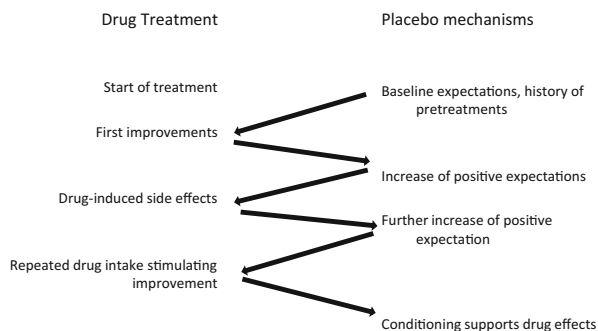 Drug Treatment
Placebo mechanisms
Start of treatment
Baseline expectations, history of
pretreatments
First improvements
Increase of positive expectations
Drug-induced side effects
Further increase of positive
expectation
Repeated drug intake stimulating
improvement
Conditioning supports drug effects